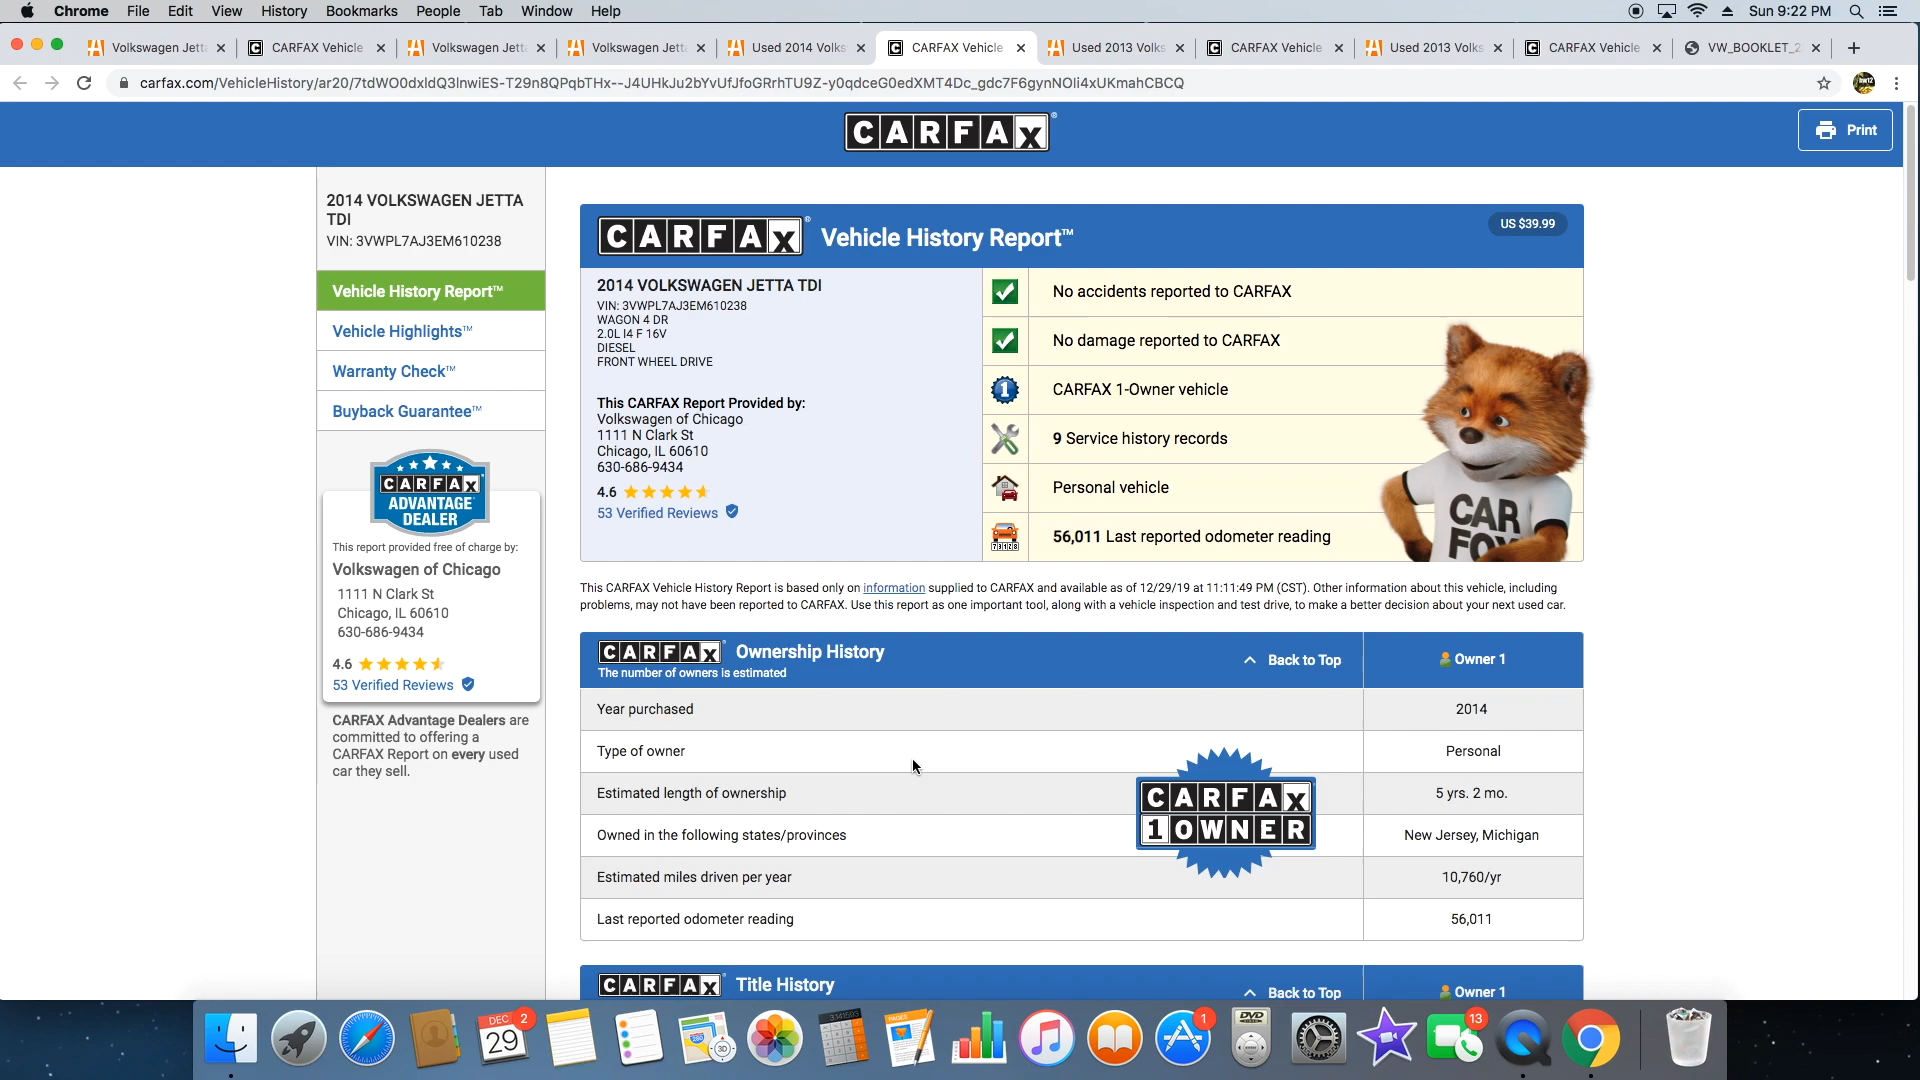 Chrome File Edit View History Bookmarks People Tab Window Help Sun 9:22 PM
Volkswagen Jett
CARFAX Vehicle
Volkswagen Jett
Volkswagen Jett
Used 2014 Volks
CARFAX Vehicle
Used 2013 Volks
CARFAX Vehicle
Used 2013 Volks
CARFAX Vehicle
VW_BOOKLET_2
CARFAX
Print
2014 VOLKSWAGEN JETTA
TDI
VIN: 3VWPL7AJ3EM610238
Vehicle History Report™
Vehicle Highlights™
Warranty Check™
Buyback Guarantee™
CARFAX
ADVANTAGE
DEALER
This report provided free of charge by:
Volkswagen of Chicago
1111 N Clark St
Chicago, IL 60610
630-686-9434
4.6
53 Verified Reviews
CARFAX Advantage Dealers are
committed to offering a
CARFAX Report on every used
car they sell.
CARFAX® Vehicle History Report™
US $39.99
2014 VOLKSWAGEN JETTA TDI
VIN: 3VWPL7AJ3EM610238
WAGON 4 DR
2.0L I4 F 16V
DIESEL
FRONT WHEEL DRIVE
This CARFAX Report Provided by:
Volkswagen of Chicago
1111 N Clark St
Chicago, IL 60610
630-686-9434
4.6
53 Verified Reviews
No accidents reported to CARFAX
No damage reported to CARFAX
1 CARFAX 1-Owner vehicle
9 Service history records
Personal vehicle
56,011 Last reported odometer reading
CAR
FOX
This CARFAX Vehicle History Report is based only on information supplied to CARFAX and available as of 12/29/19 at 11:11:49 PM (CST). Other information about this vehicle, including
problems, may not have been reported to CARFAX. Use this report as one important tool, along with a vehicle inspection and test drive, to make a better decision about your next used car.
CARFAX Ownership History
The number of owners is estimated
Back to Top
Owner 1
Year purchased 2014
Type of owner Personal
Estimated length of ownership 5 yrs. 2 mo.
Owned in the following states/provinces New Jersey, Michigan
Estimated miles driven per year 10,760/yr
Last reported odometer reading 56,011
CARFAX
1 OWNER
CARFAX Title History
Back to Top
Owner 1
DEC
29
2
3D
PAGES
1
DVD
13